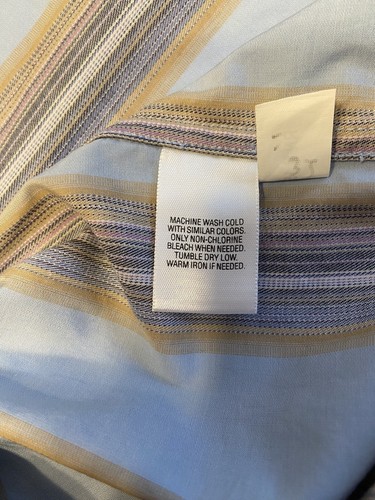 3T
MACHINE WASH COLD
WITH SIMILAR COLORS.
ONLY NON-CHLORINE
BLEACH WHEN NEEDED.
TUMBLE DRY LOW.
WARM IRON IF NEEDED.